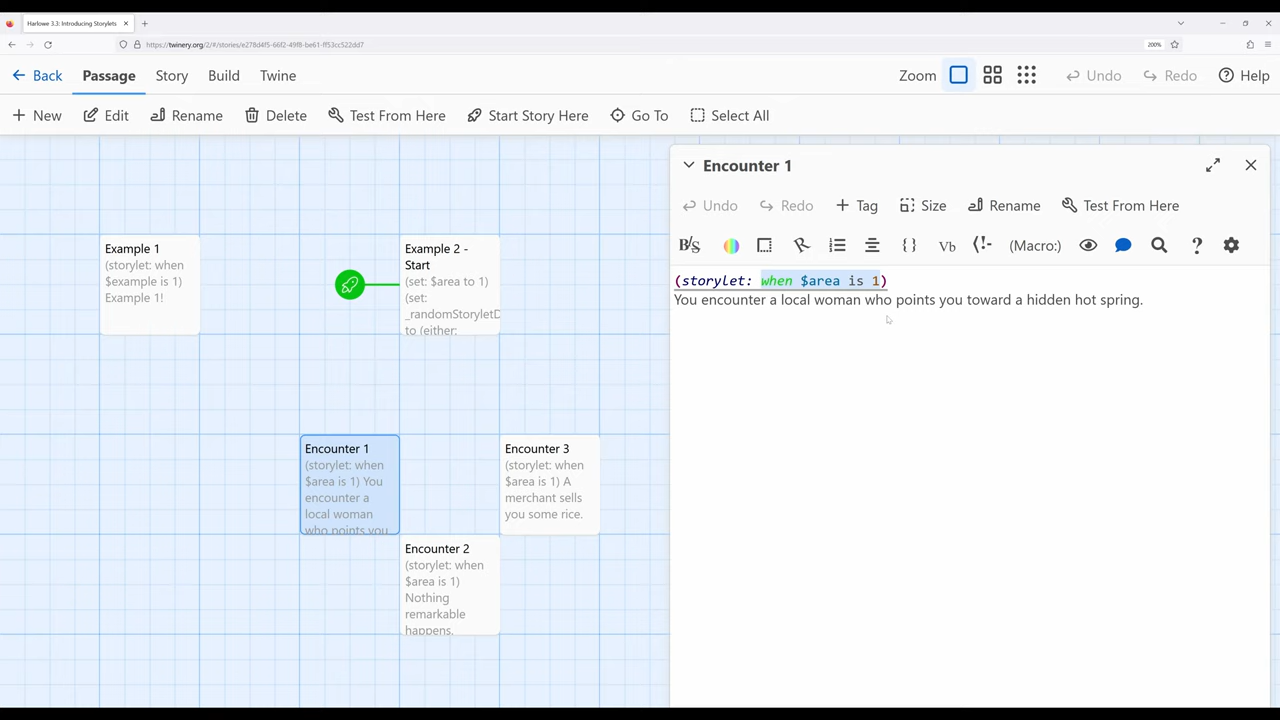 Harlowe 3.3: Introducing Storylets
https://twinery.org/2/#/stories/e278d4f5-66f2-49f8-be61-ff53cc522dd7
200%
Back Passage Story Build Twine Zoom Undo Redo Help
New Edit Rename Delete Test From Here Start Story Here Go To Select All
Example 1
(storylet: when
$example is 1)
Example 1!
Example 2 -
Start
(set: $area to 1)
(set:
_randomStoryletD
to (either:
Encounter 1
(storylet: when
$area is 1) You
encounter a
local woman
who points you
Encounter 3
(storylet: when
$area is 1) A
merchant sells
you some rice.
Encounter 2
(storylet: when
$area is 1)
Nothing
remarkable
happens.
Encounter 1
Undo Redo Tag Size Rename Test From Here
(Macro:)
(storylet: when $area is 1)
You encounter a local woman who points you toward a hidden hot spring.